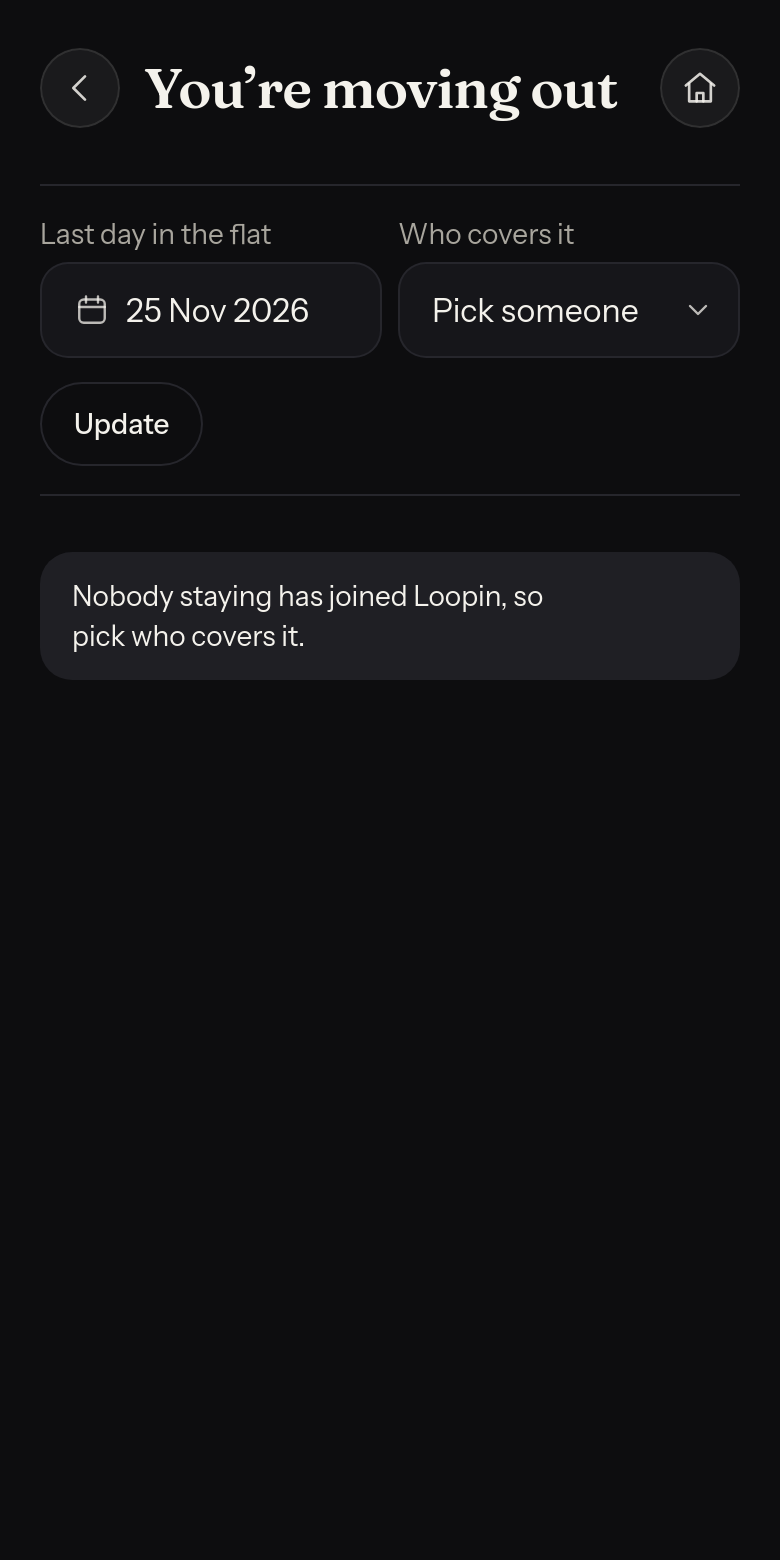 You’re moving out
Last day in the flat
Who covers it
25 Nov 2026
Pick someone
Update
Nobody staying has joined Loopin, so
pick who covers it.